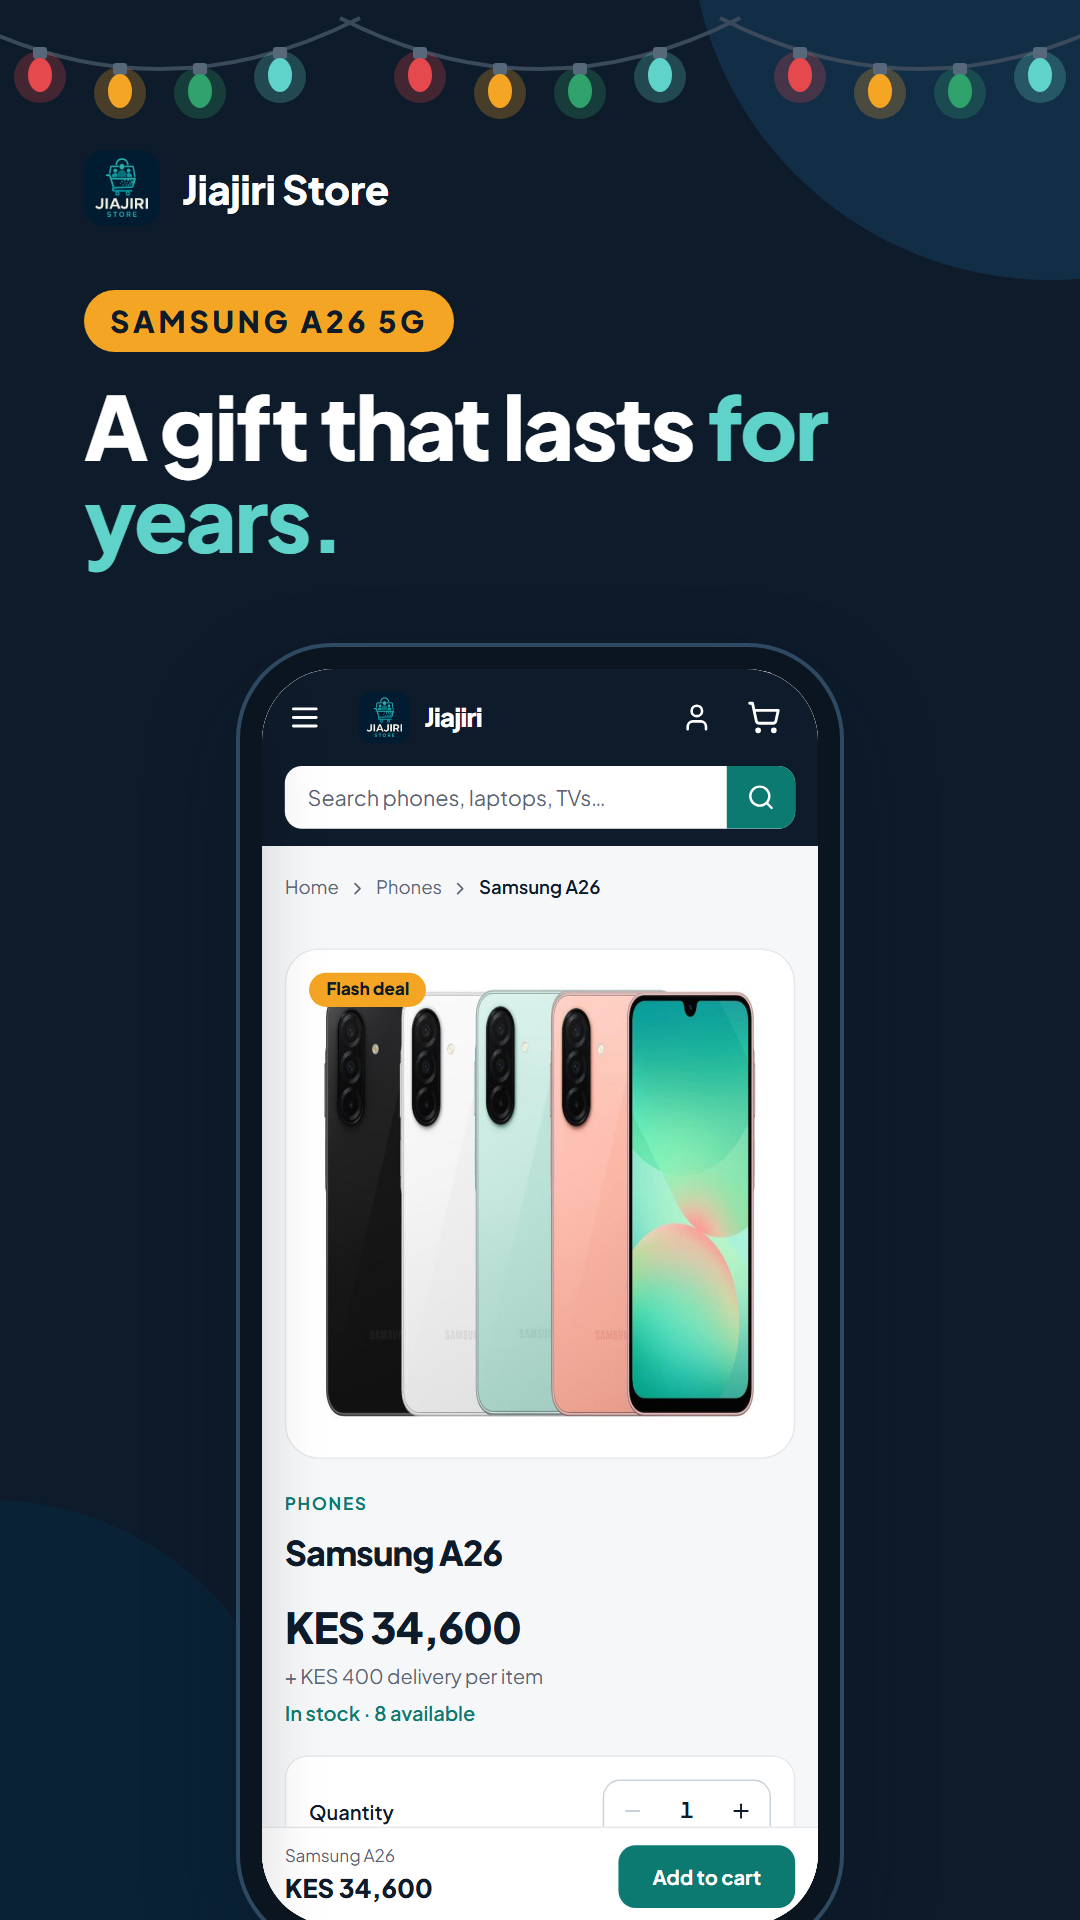 JIAJIRI
STORE
Jiajiri Store
SAMSUNG A26 5G
A gift that lasts for
years.
JIAJIRI
STORE
Jiajiri
Search phones, laptops, TVs...
Home > Phones > Samsung A26
Flash deal
SAMSUNG
PHONES
Samsung A26
KES 34,600
+ KES 400 delivery per item
In stock · 8 available
Quantity
− 1 +
Samsung A26
KES 34,600
Add to cart